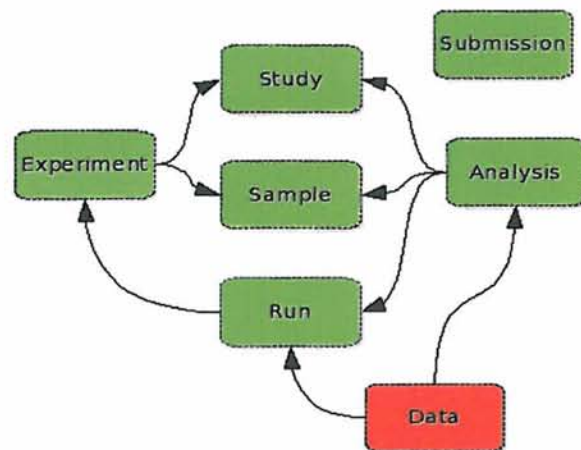 Submission
Study
Experiment
Analysis
Sample
Run
Data